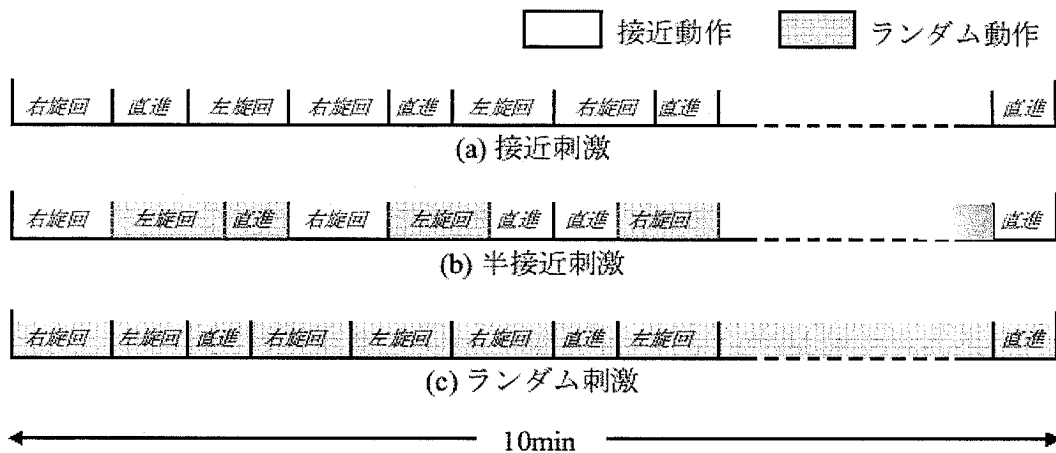 接近動作 ランダム動作
右旋回 直進 左旋回 右旋回 直進 左旋回 右旋回 直進 直進
(a) 接近刺激
右旋回 左旋回 直進 右旋回 左旋回 直進 直進 右旋回 直進
(b) 半接近刺激
右旋回 左旋回 直進 右旋回 左旋回 右旋回 直進 左旋回 直進
(c) ランダム刺激
10min